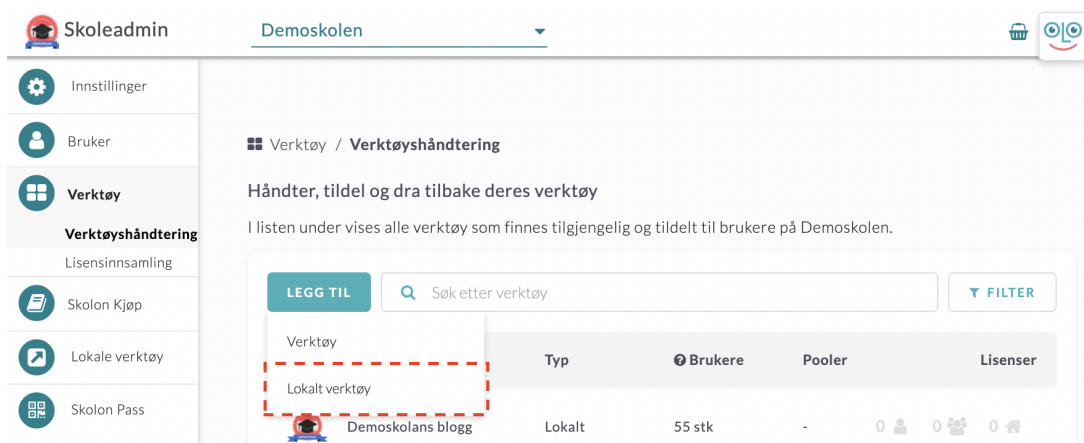 Skoleadmin
Demoskolen
Innstillinger
Bruker
Verktøy
Verktøyshåndtering
Lisensinnsamling
Skolon Kjøp
Lokale verktøy
Skolon Pass
Verktøy / Verktøyshåndtering
Håndter, tildel og dra tilbake deres verktøy
I listen under vises alle verktøy som finnes tilgjengelig og tildelt til brukere på Demoskolen.
LEGG TIL
Søk etter verktøy
FILTER
Verktøy
Lokalt verktøy
Typ Brukere Pooler Lisenser
Demoskolans blogg Lokalt 55 stk - 0 0 0